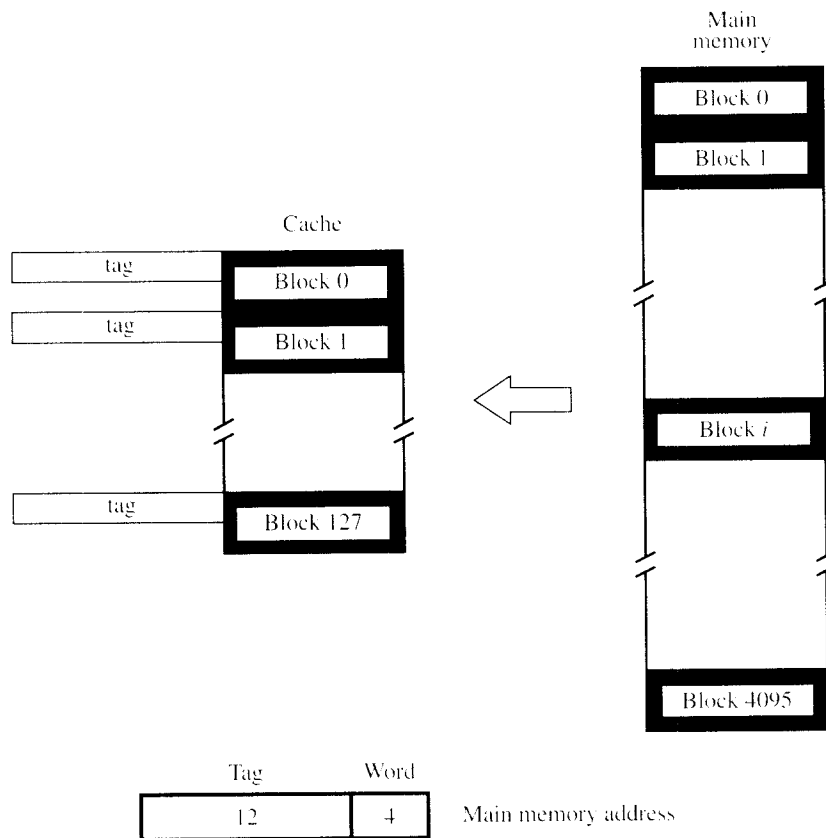 Main
memory
Block 0
Block 1
Cache
tag
Block 0
tag
Block 1
Block i
tag
Block 127
Block 4095
Tag
Word
12
4
Main memory address